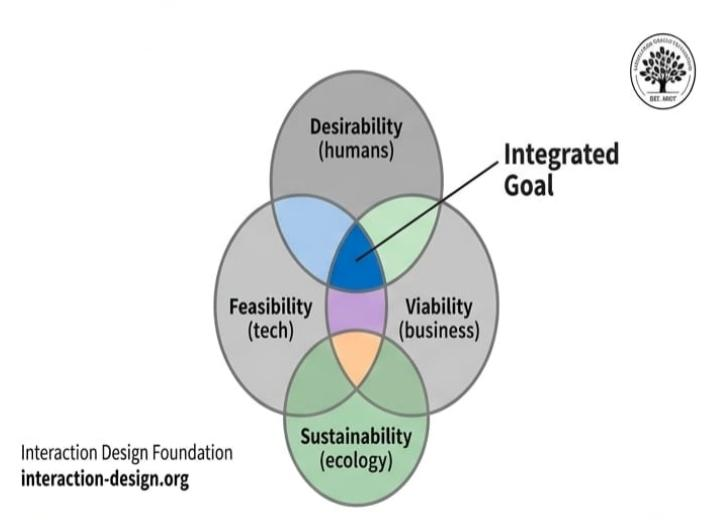 Desirability
(humans)
Integrated
Goal
Feasibility
(tech)
Viability
(business)
Sustainability
(ecology)
Interaction Design Foundation
interaction-design.org